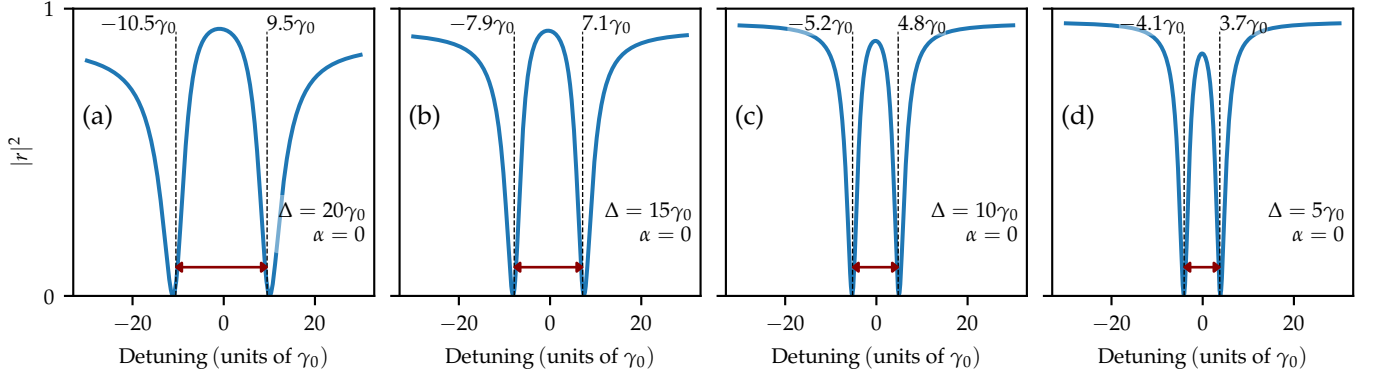 1
0
|r|²
−10.5γ₀ 9.5γ₀
(a)
Δ = 20γ₀
α = 0
−20 0 20
Detuning (units of γ₀)
−7.9γ₀ 7.1γ₀
(b)
Δ = 15γ₀
α = 0
−20 0 20
Detuning (units of γ₀)
−5.2γ₀ 4.8γ₀
(c)
Δ = 10γ₀
α = 0
−20 0 20
Detuning (units of γ₀)
−4.1γ₀ 3.7γ₀
(d)
Δ = 5γ₀
α = 0
−20 0 20
Detuning (units of γ₀)